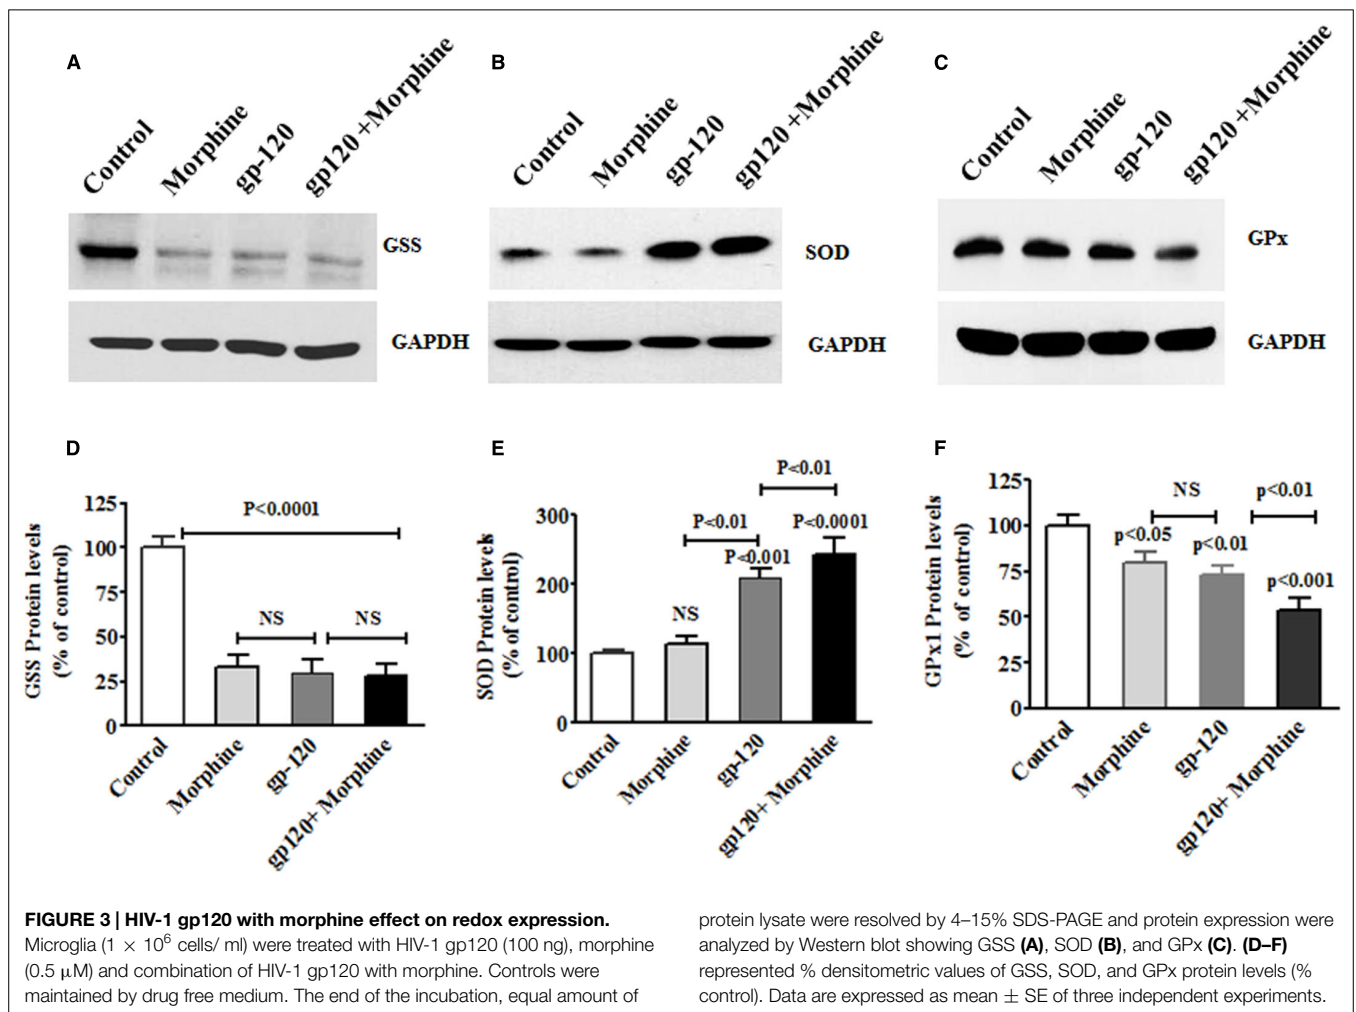 A
Control
Morphine
gp-120
gp120 +Morphine
GSS
GAPDH
B
Control
Morphine
gp-120
gp120 +Morphine
SOD
GAPDH
C
Control
Morphine
gp-120
gp120 +Morphine
GPx
GAPDH
D
GSS Protein levels
(% of control)
125
100
75
50
25
0
P<0.0001
NS
NS
Control
Morphine
gp-120
gp120+ Morphine
E
SOD Protein levels
(% of control)
300
200
100
0
P<0.01
P<0.01
P<0.0001
P<0.001
NS
Control
Morphine
gp-120
gp120+ Morphine
F
GPx1 Protein levels
(% of control)
125
100
75
50
25
0
NS
p<0.01
p<0.05
p<0.01
p<0.001
Control
Morphine
gp-120
gp120+ Morphine
FIGURE 3 | HIV-1 gp120 with morphine effect on redox expression.
Microglia (1 × 10⁶ cells/ ml) were treated with HIV-1 gp120 (100 ng), morphine
(0.5 μM) and combination of HIV-1 gp120 with morphine. Controls were
maintained by drug free medium. The end of the incubation, equal amount of
protein lysate were resolved by 4–15% SDS-PAGE and protein expression were
analyzed by Western blot showing GSS (A), SOD (B), and GPx (C). (D–F)
represented % densitometric values of GSS, SOD, and GPx protein levels (%
control). Data are expressed as mean ± SE of three independent experiments.